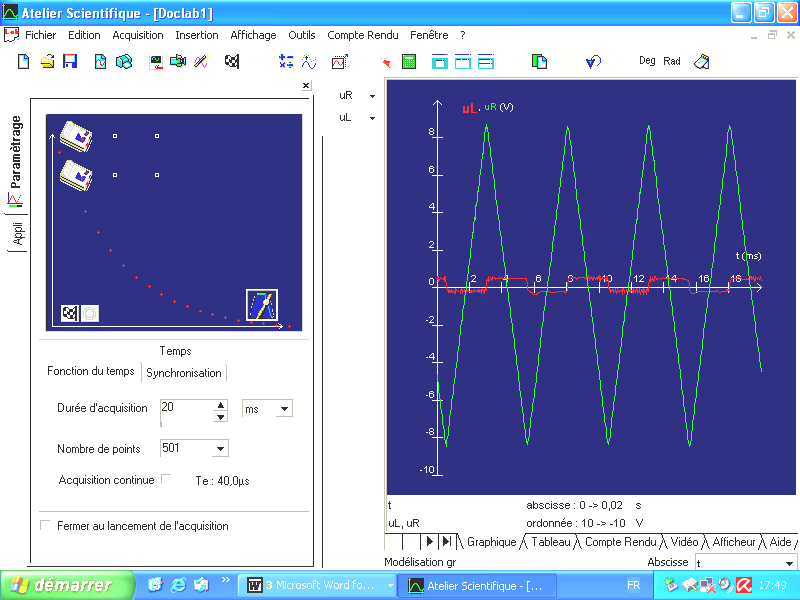 Atelier Scientifique - [Doclab1]
Fichier Edition Acquisition Insertion Affichage Outils Compte Rendu Fenêtre ?
Deg Rad
Paramétrage
Appli
uR
uL
uL, uR (V)
t (ms)
8
6
4
2
0
-2
-4
-6
-8
-10
2 4 6 8 10 12 14 16 18
Temps
Fonction du temps Synchronisation
Durée d'acquisition 20 ms
Nombre de points 501
Acquisition continue Te : 40,0µs
Fermer au lancement de l'acquisition
t abscisse : 0 -> 0,02 s
uL, uR ordonnée : 10 -> -10 V
Graphique Tableau Compte Rendu Vidéo Afficheur Aide
Modélisation gr Abscisse t
démarrer 3 Microsoft Word fo... Atelier Scientifique - [... FR 17:49